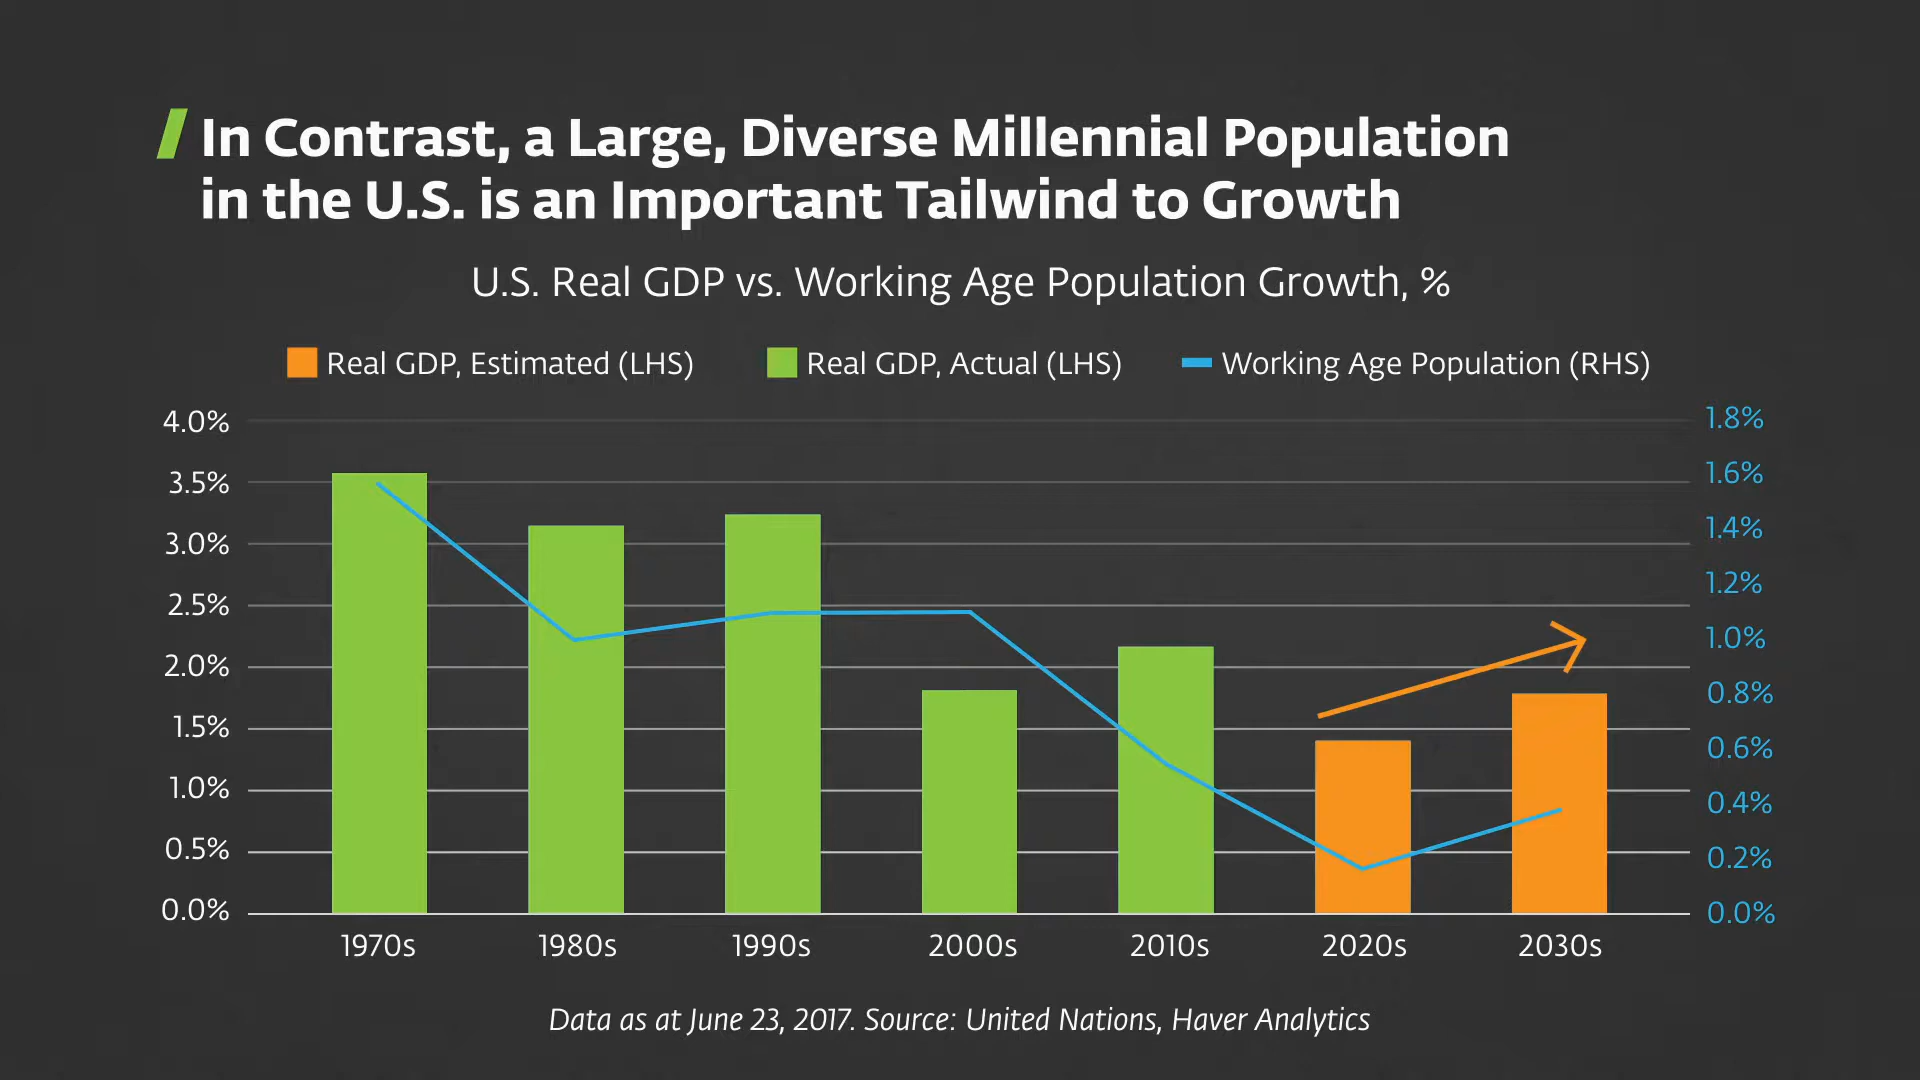 In Contrast, a Large, Diverse Millennial Population
in the U.S. is an Important Tailwind to Growth
U.S. Real GDP vs. Working Age Population Growth, %
Real GDP, Estimated (LHS)
Real GDP, Actual (LHS)
Working Age Population (RHS)
4.0%
3.5%
3.0%
2.5%
2.0%
1.5%
1.0%
0.5%
0.0%
1.8%
1.6%
1.4%
1.2%
1.0%
0.8%
0.6%
0.4%
0.2%
0.0%
1970s
1980s
1990s
2000s
2010s
2020s
2030s
Data as at June 23, 2017. Source: United Nations, Haver Analytics